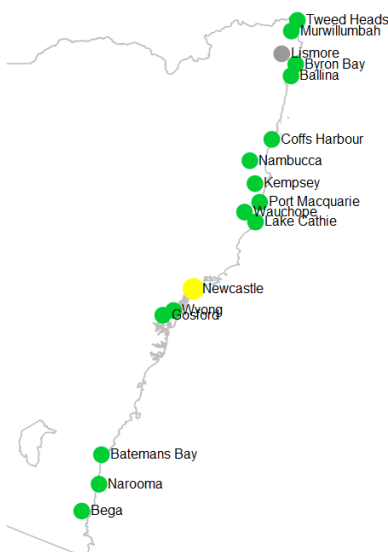 Tweed Heads
Murwillumbah
Lismore
Byron Bay
Ballina
Coffs Harbour
Nambucca
Kempsey
Port Macquarie
Wauchope
Lake Cathie
Newcastle
Wyong
Gosford
Batemans Bay
Narooma
Bega